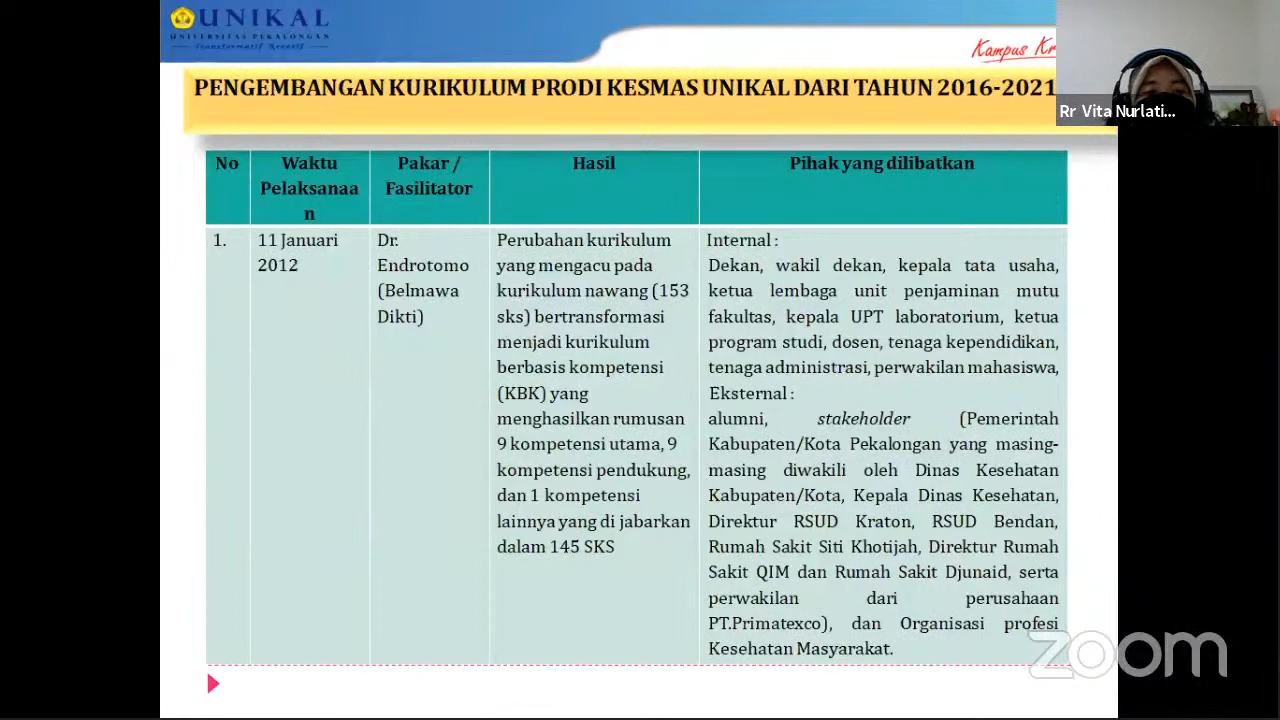 UNIKAL
UNIVERSITAS PEKALONGAN
Transformatif Kreatif
Kampus Kr
Rr Vita Nurlati...
PENGEMBANGAN KURIKULUM PRODI KESMAS UNIKAL DARI TAHUN 2016-2021
No
Waktu
Pelaksanaa
n
Pakar /
Fasilitator
Hasil
Pihak yang dilibatkan
1.
11 Januari
2012
Dr.
Endrotomo
(Belmawa
Dikti)
Perubahan kurikulum
yang mengacu pada
kurikulum nawang (153
sks) bertransformasi
menjadi kurikulum
berbasis kompetensi
(KBK) yang
menghasilkan rumusan
9 kompetensi utama, 9
kompetensi pendukung,
dan 1 kompetensi
lainnya yang di jabarkan
dalam 145 SKS
Internal :
Dekan, wakil dekan, kepala tata usaha,
ketua lembaga unit penjaminan mutu
fakultas, kepala UPT laboratorium, ketua
program studi, dosen, tenaga kependidikan,
tenaga administrasi, perwakilan mahasiswa,
Eksternal :
alumni, stakeholder (Pemerintah
Kabupaten/Kota Pekalongan yang masing-
masing diwakili oleh Dinas Kesehatan
Kabupaten/Kota, Kepala Dinas Kesehatan,
Direktur RSUD Kraton, RSUD Bendan,
Rumah Sakit Siti Khotijah, Direktur Rumah
Sakit QIM dan Rumah Sakit Djunaid, serta
perwakilan dari perusahaan
PT.Primatexco), dan Organisasi profesi
Kesehatan Masyarakat.
zoom